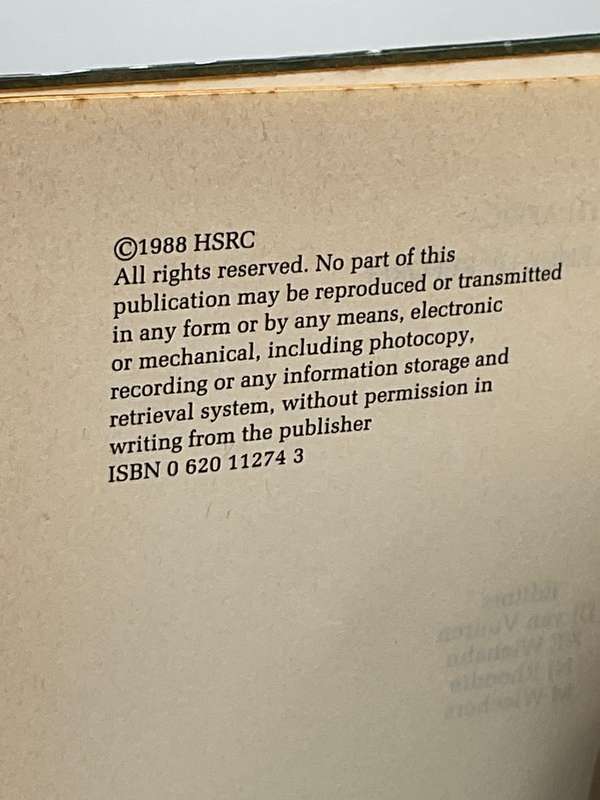 ©1988 HSRC
All rights reserved. No part of this
publication may be reproduced or transmitted
in any form or by any means, electronic
or mechanical, including photocopy,
recording or any information storage and
retrieval system, without permission in
writing from the publisher
ISBN 0 620 11274 3